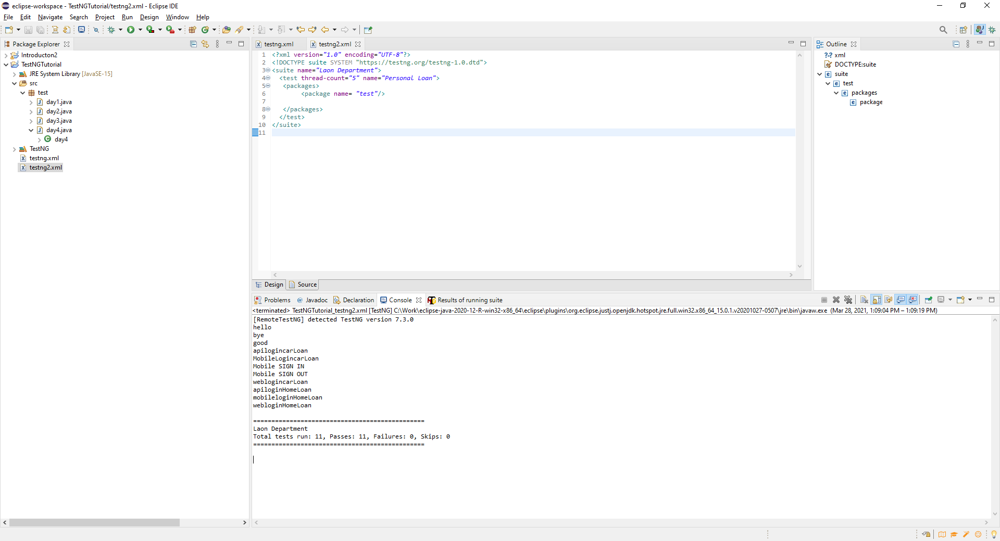 eclipse-workspace - TestNGTutorial/testng2.xml - Eclipse IDE
File Edit Navigate Search Project Run Design Window Help
Package Explorer
Introducton2
TestNGTutorial
JRE System Library [JavaSE-15]
src
test
day1.java
day2.java
day3.java
day4.java
day4
TestNG
testng.xml
testng2.xml
testng.xml testng2.xml
1 <?xml version="1.0" encoding="UTF-8"?>
2 <!DOCTYPE suite SYSTEM "https://testng.org/testng-1.0.dtd">
3 <suite name="Laon Department">
4 <test thread-count="5" name="Personal Loan">
5 <packages>
6 <package name= "test"/>
7
8 </packages>
9 </test>
10 </suite>
11
Design Source
Outline
xml
DOCTYPE:suite
suite
test
packages
package
Problems Javadoc Declaration Console Results of running suite
<terminated> TestNGTutorial_testng2.xml [TestNG] C:\Work\eclipse-java-2020-12-R-win32-x86_64\eclipse\plugins\org.eclipse.justj.openjdk.hotspot.jre.full.win32.x86_64_15.0.1.v20201027-0507\jre\bin\javaw.exe (Mar 28, 2021, 1:09:04 PM – 1:09:19 PM)
[RemoteTestNG] detected TestNG version 7.3.0
hello
bye
good
apilogincarLoan
MobileLogincarLoan
Mobile SIGN IN
Mobile SIGN OUT
weblogincarLoan
apiloginHomeLoan
mobileloginHomeLoan
webloginHomeLoan
===============================================
Laon Department
Total tests run: 11, Passes: 11, Failures: 0, Skips: 0
===============================================